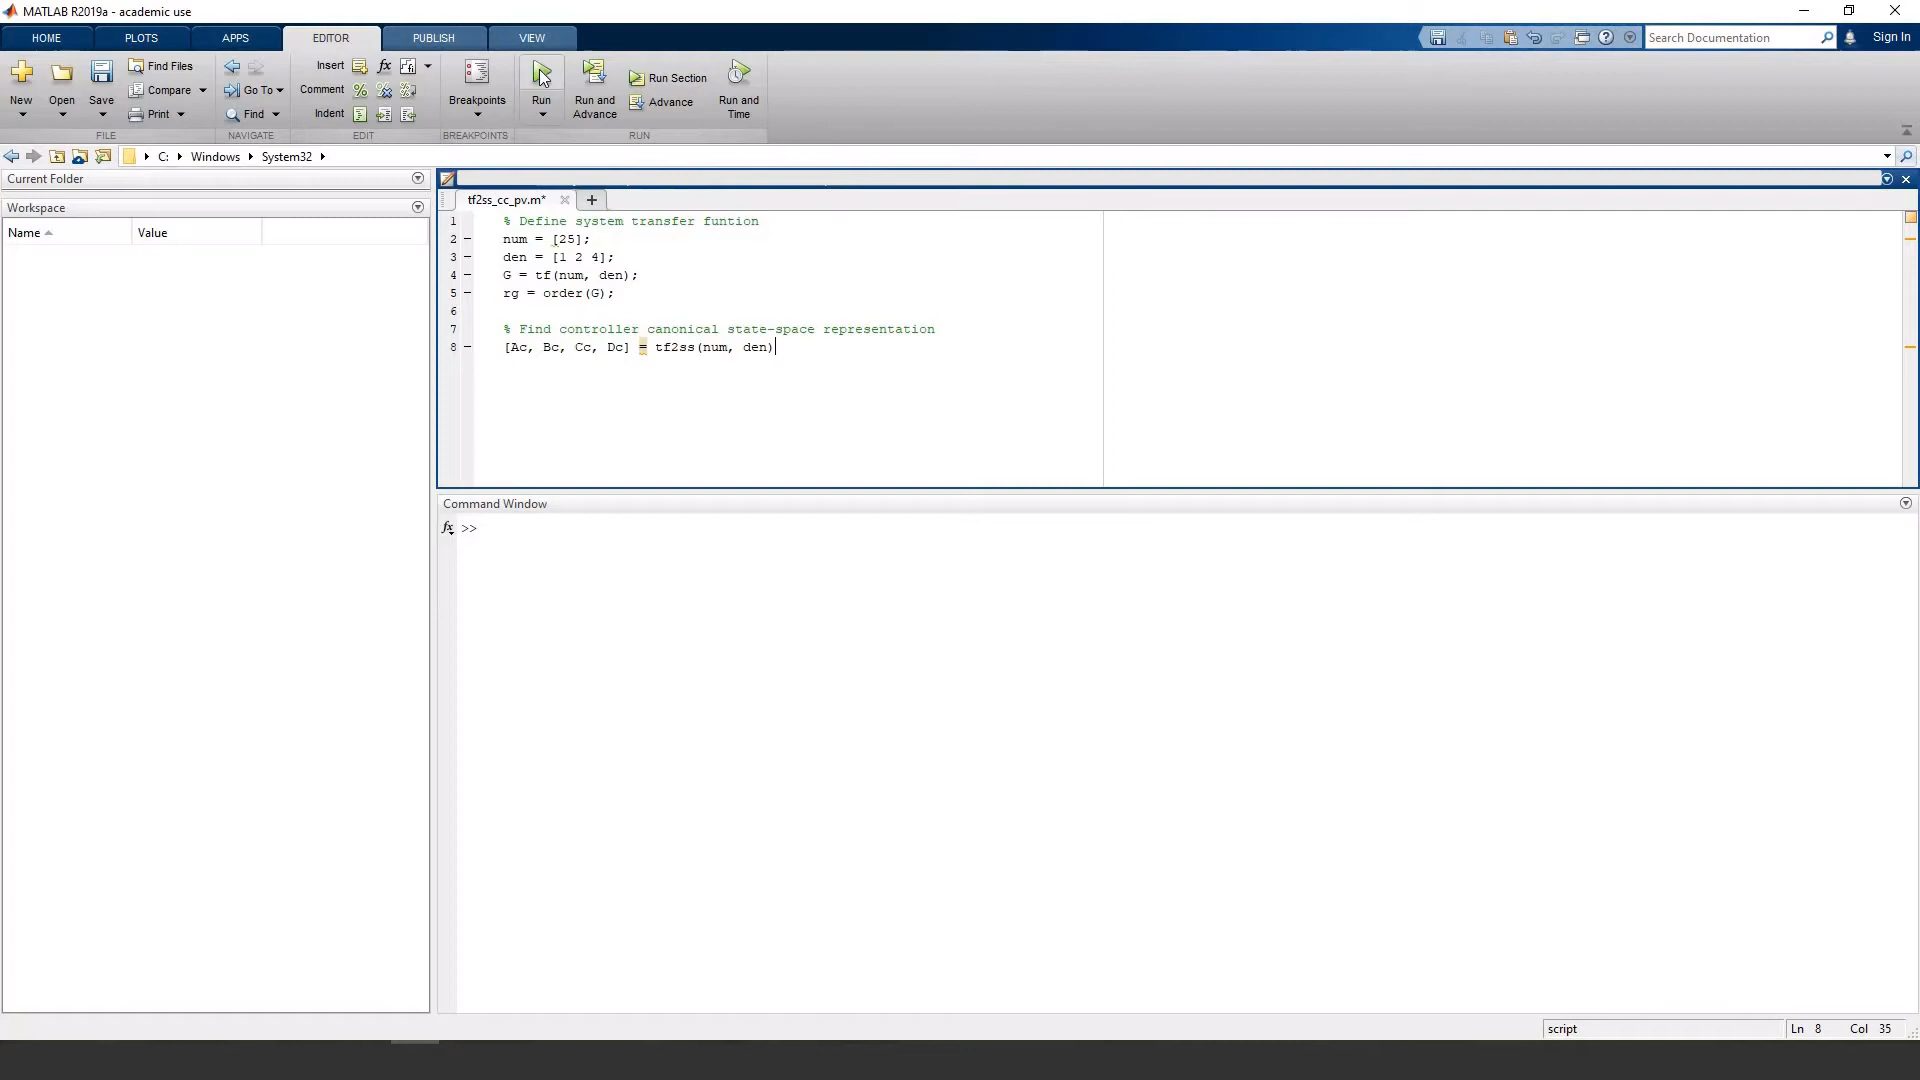 MATLAB R2019a - academic use
HOME PLOTS APPS EDITOR PUBLISH VIEW Search Documentation Sign In
New Open Save Find Files Compare Print Go To Find Insert fx Comment Indent Breakpoints Run Run and Advance Run Section Advance Run and Time
FILE NAVIGATE EDIT BREAKPOINTS RUN
C: Windows System32
Current Folder
Workspace
Name Value
tf2ss_cc_pv.m*
1 % Define system transfer funtion
2 – num = [25];
3 – den = [1 2 4];
4 – G = tf(num, den);
5 – rg = order(G);
6
7 % Find controller canonical state-space representation
8 – [Ac, Bc, Cc, Dc] = tf2ss(num, den)
Command Window
fx >>
script Ln 8 Col 35